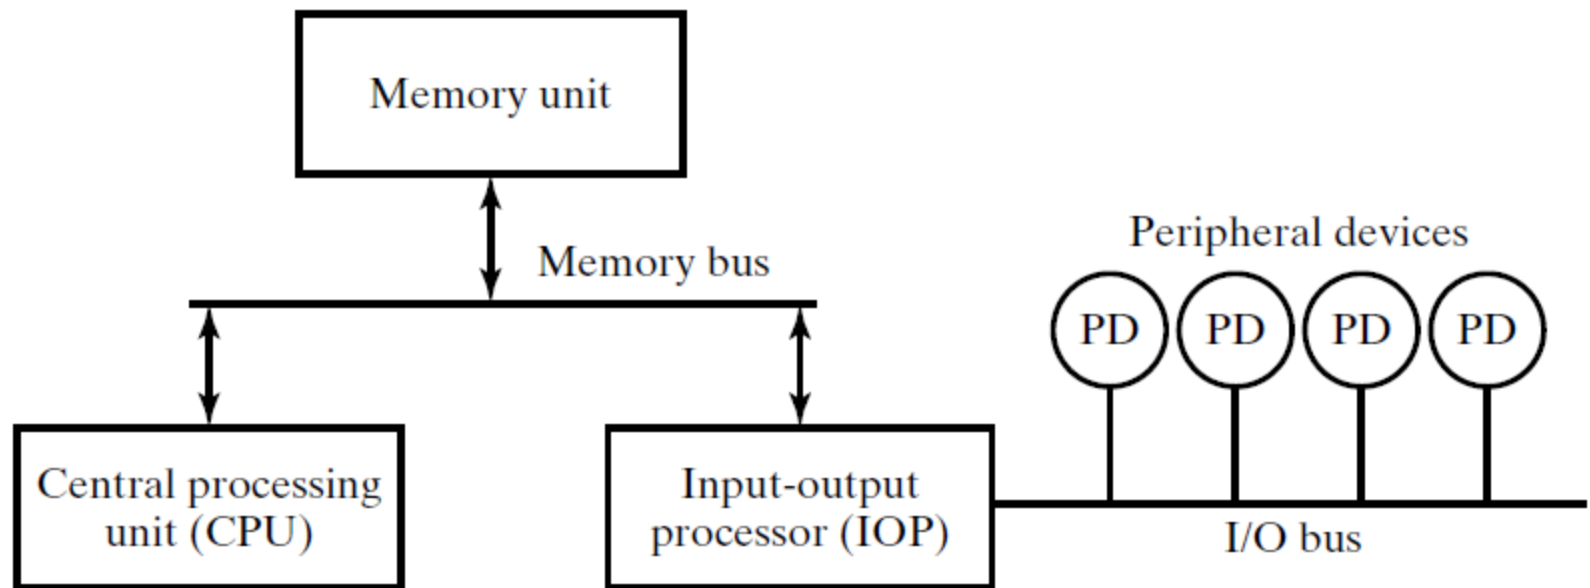 Memory unit
Memory bus
Peripheral devices
PD PD PD PD
Central processing
unit (CPU)
Input-output
processor (IOP)
I/O bus